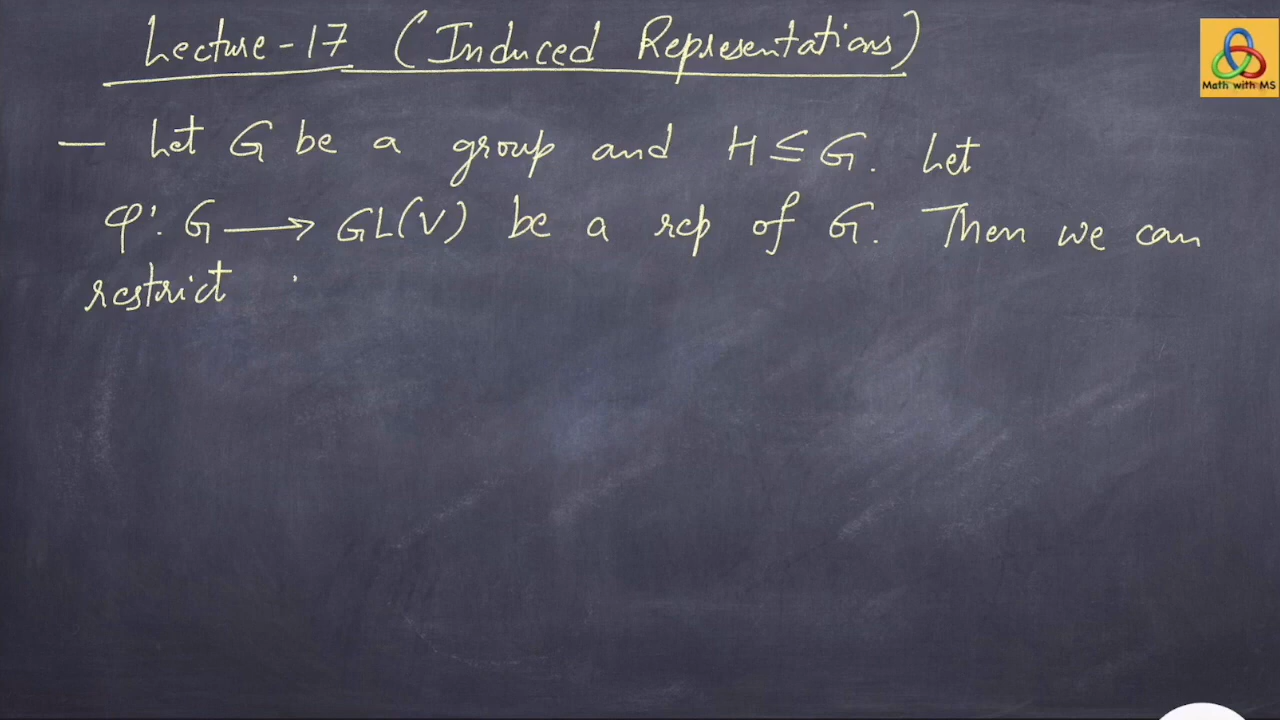 Lecture-17 (Induced Representations)
Math with MS
— Let G be a group and H ≤ G. Let
φ: G ⟶ GL(V) be a rep of G. Then we can
restrict